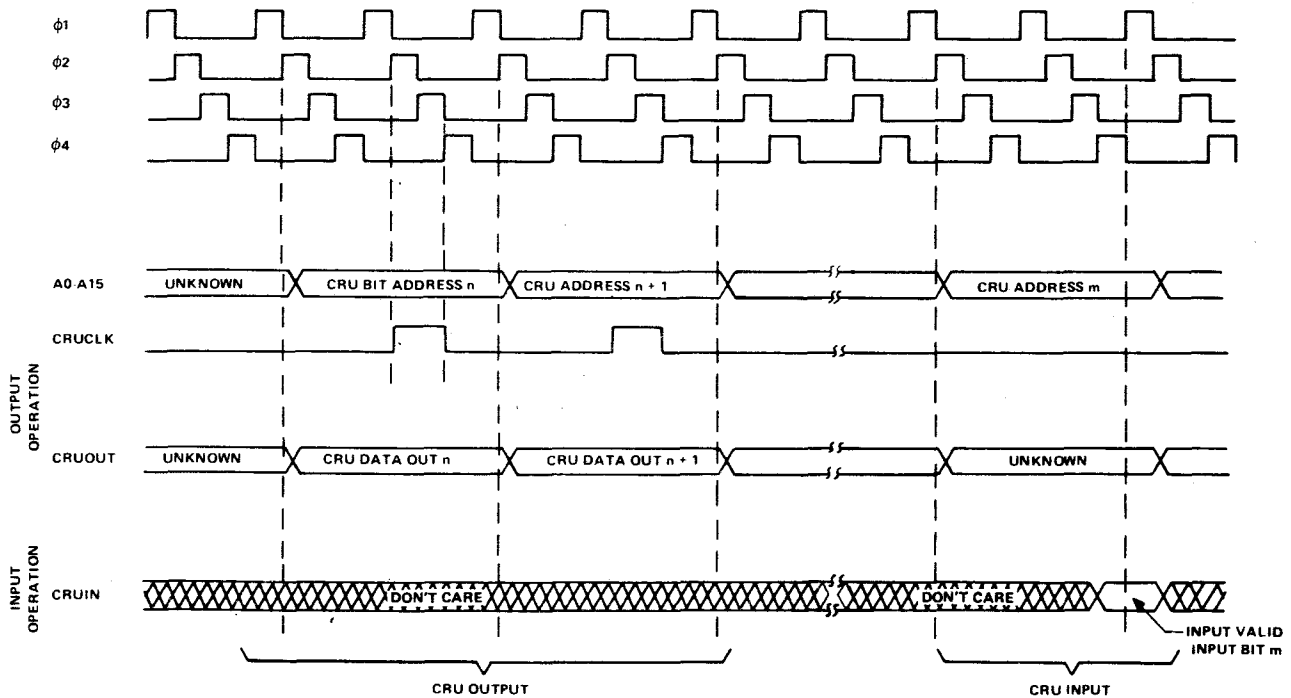 ϕ1
ϕ2
ϕ3
ϕ4
A0-A15
UNKNOWN
CRU BIT ADDRESS n
CRU ADDRESS n + 1
CRU ADDRESS m
CRUCLK
OUTPUT
OPERATION
CRUOUT
UNKNOWN
CRU DATA OUT n
CRU DATA OUT n + 1
UNKNOWN
INPUT
OPERATION
CRUIN
DON'T CARE
DON'T CARE
INPUT VALID
INPUT BIT m
CRU OUTPUT
CRU INPUT